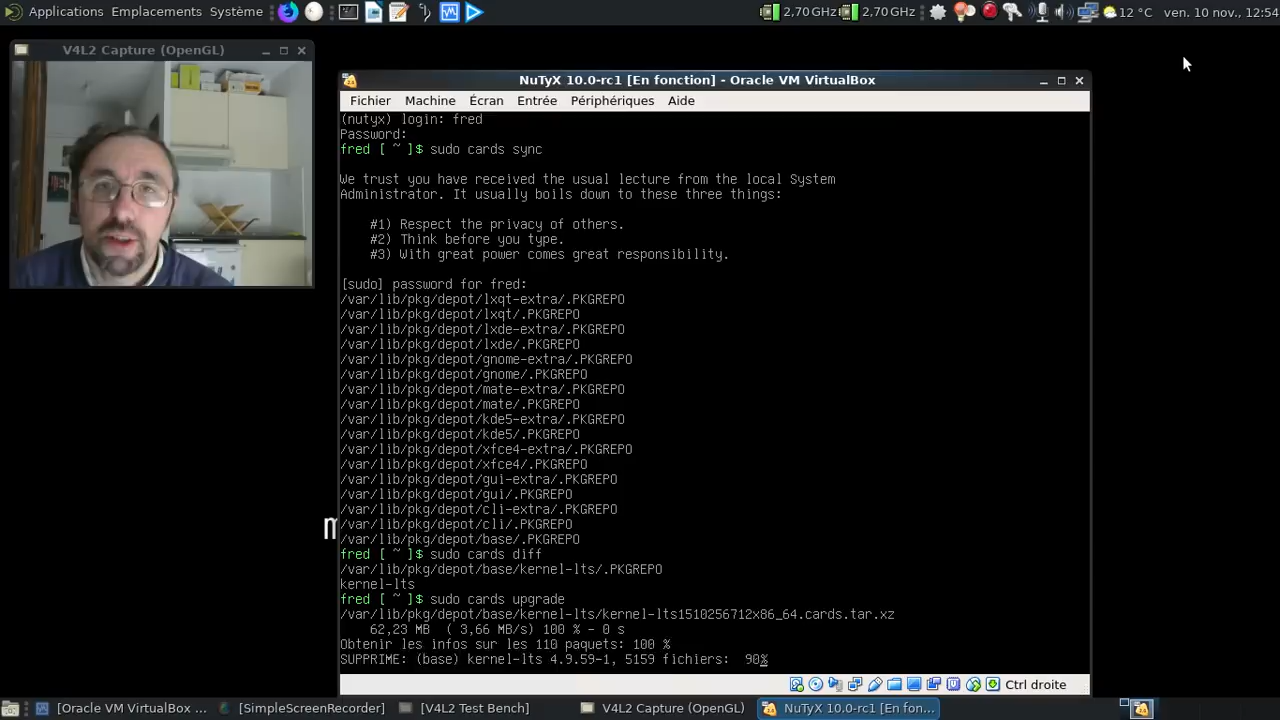 Applications Emplacements Système
2,70 GHz 2,70 GHz 12 °C ven. 10 nov., 12:54
V4L2 Capture (OpenGL)
NuTyX 10.0-rc1 [En fonction] - Oracle VM VirtualBox
Fichier Machine Écran Entrée Périphériques Aide
(nutyx) login: fred
Password:
fred [ ~ ]$ sudo cards sync
We trust you have received the usual lecture from the local System
Administrator. It usually boils down to these three things:
#1) Respect the privacy of others.
#2) Think before you type.
#3) With great power comes great responsibility.
[sudo] password for fred:
/var/lib/pkg/depot/lxqt-extra/.PKGREPO
/var/lib/pkg/depot/lxqt/.PKGREPO
/var/lib/pkg/depot/lxde-extra/.PKGREPO
/var/lib/pkg/depot/lxde/.PKGREPO
/var/lib/pkg/depot/gnome-extra/.PKGREPO
/var/lib/pkg/depot/gnome/.PKGREPO
/var/lib/pkg/depot/mate-extra/.PKGREPO
/var/lib/pkg/depot/mate/.PKGREPO
/var/lib/pkg/depot/kde5-extra/.PKGREPO
/var/lib/pkg/depot/kde5/.PKGREPO
/var/lib/pkg/depot/xfce4-extra/.PKGREPO
/var/lib/pkg/depot/xfce4/.PKGREPO
/var/lib/pkg/depot/gui-extra/.PKGREPO
/var/lib/pkg/depot/gui/.PKGREPO
/var/lib/pkg/depot/cli-extra/.PKGREPO
/var/lib/pkg/depot/cli/.PKGREPO
/var/lib/pkg/depot/base/.PKGREPO
fred [ ~ ]$ sudo cards diff
/var/lib/pkg/depot/base/kernel-lts/.PKGREPO
kernel-lts
fred [ ~ ]$ sudo cards upgrade
/var/lib/pkg/depot/base/kernel-lts/kernel-lts1510256712x86_64.cards.tar.xz
62,23 MB ( 3,66 MB/s) 100 % - 0 s
Obtenir les infos sur les 110 paquets: 100 %
SUPPRIME: (base) kernel-lts 4.9.59-1, 5159 fichiers: 90%
Ctrl droite
[Oracle VM VirtualBox ... [SimpleScreenRecorder] [V4L2 Test Bench] V4L2 Capture (OpenGL) NuTyX 10.0-rc1 [En fon...